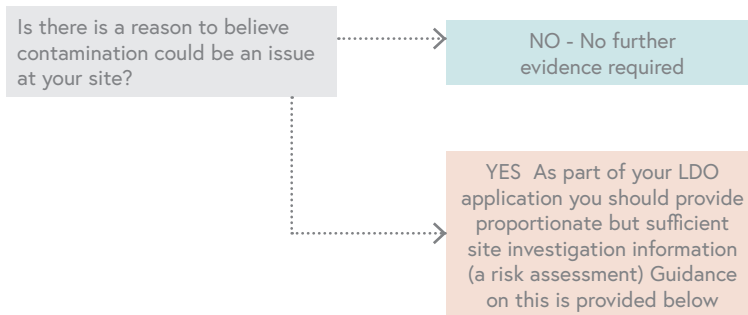 Is there is a reason to believe
contamination could be an issue
at your site?
NO - No further
evidence required
YES  As part of your LDO
application you should provide
proportionate but sufficient
site investigation information
(a risk assessment) Guidance
on this is provided below